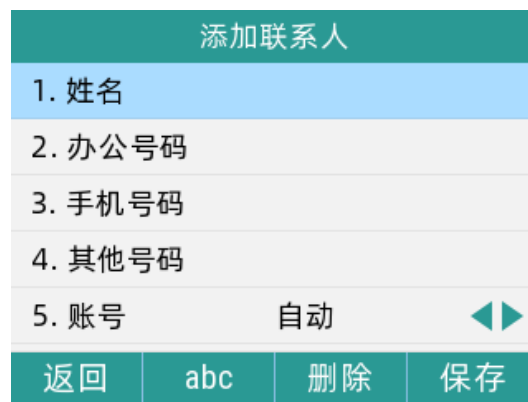 添加联系人
1. 姓名
2. 办公号码
3. 手机号码
4. 其他号码
5. 账号 自动
返回 abc 删除 保存